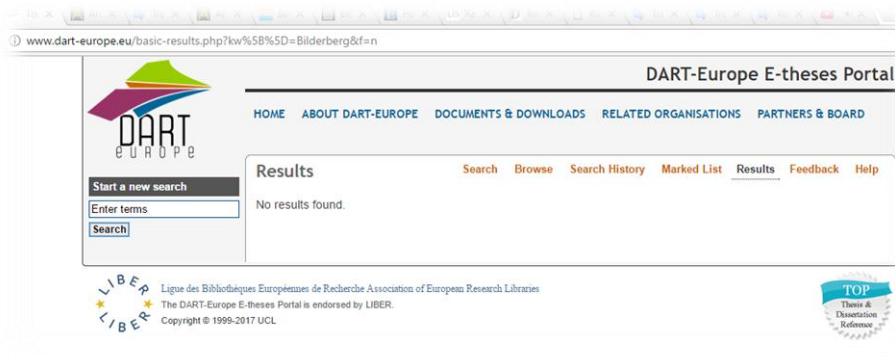 www.dart-europe.eu/basic-results.php?kw%5B%5D=Bilderberg&f=n
DART-Europe E-theses Portal
HOME ABOUT DART-EUROPE DOCUMENTS & DOWNLOADS RELATED ORGANISATIONS PARTNERS & BOARD
DART
europe
Results Search Browse Search History Marked List Results Feedback Help
Start a new search
No results found.
Enter terms
Search
LIBER
LIBER
Ligue des Bibliothèques Européennes de Recherche Association of European Research Libraries
The DART-Europe E-theses Portal is endorsed by LIBER.
Copyright © 1999-2017 UCL
TOP
Thesis &
Dissertation
Reference